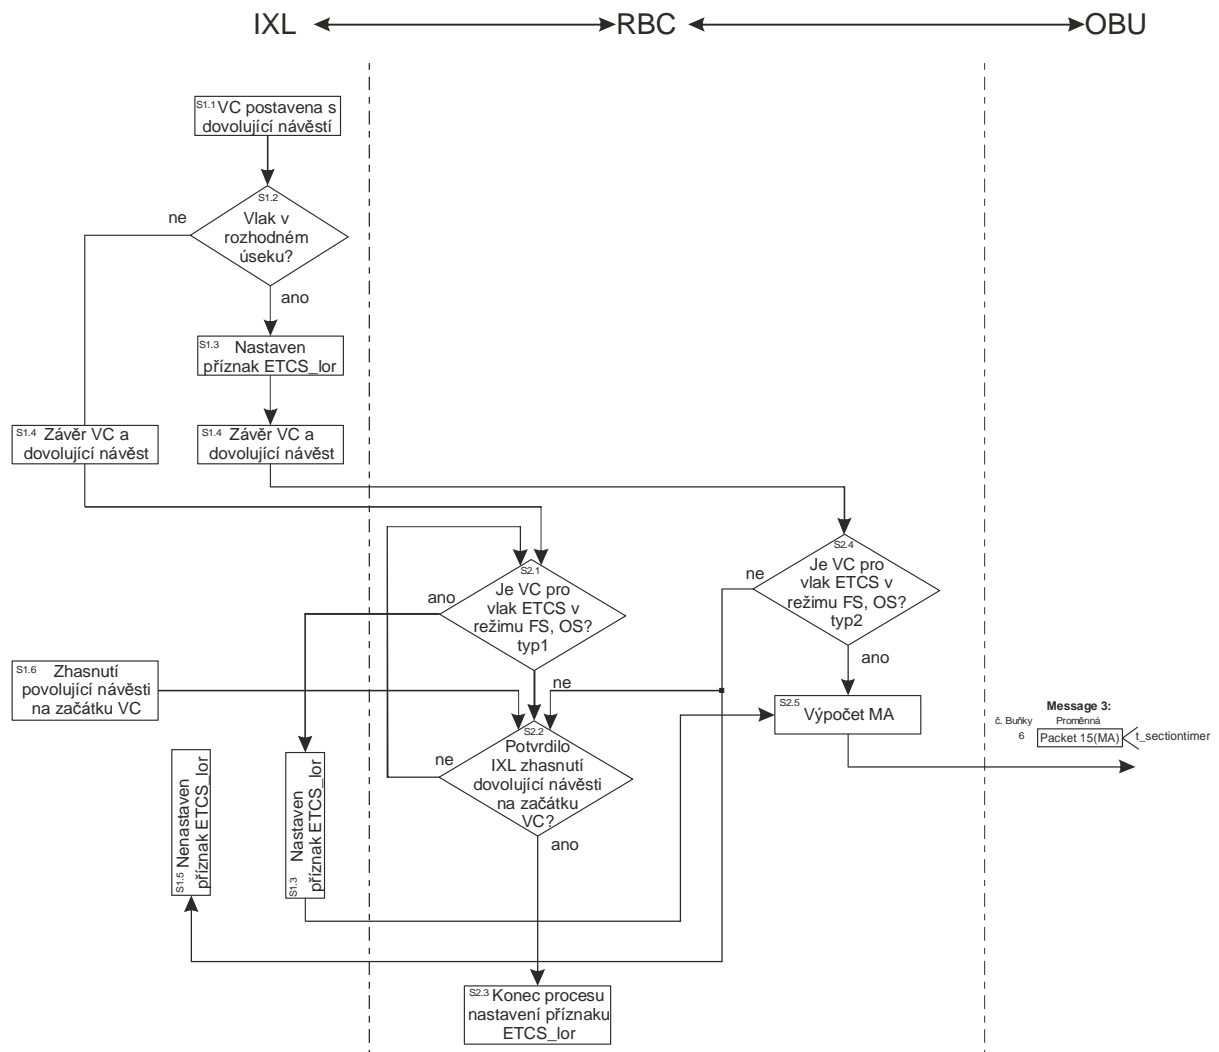 IXL RBC OBU
S1.1 VC postavena s
dovolující návěstí
S1.2
Vlak v
rozhodném
úseku?
ne
ano
S1.3 Nastaven
příznak ETCS_lor
S1.4 Závěr VC a
dovolující návěst
S1.4 Závěr VC a
dovolující návěst
S2.1
Je VC pro
vlak ETCS v
režimu FS, OS?
typ1
ano
ne
S2.4
Je VC pro
vlak ETCS v
režimu FS, OS?
typ2
ne
ano
S1.6 Zhasnutí
povolující návěsti
na začátku VC
S2.5 Výpočet MA
Message 3:
č. Buňky Proměnná
6 Packet 15(MA) t_sectiontimer
S2.2
Potvrdilo
IXL zhasnutí
dovolující návěsti
na začátku
VC?
ne
ano
S1.5 Nenastaven
příznak ETCS_lor
S1.3 Nastaven
příznak ETCS_lor
S2.3 Konec procesu
nastavení příznaku
ETCS_lor